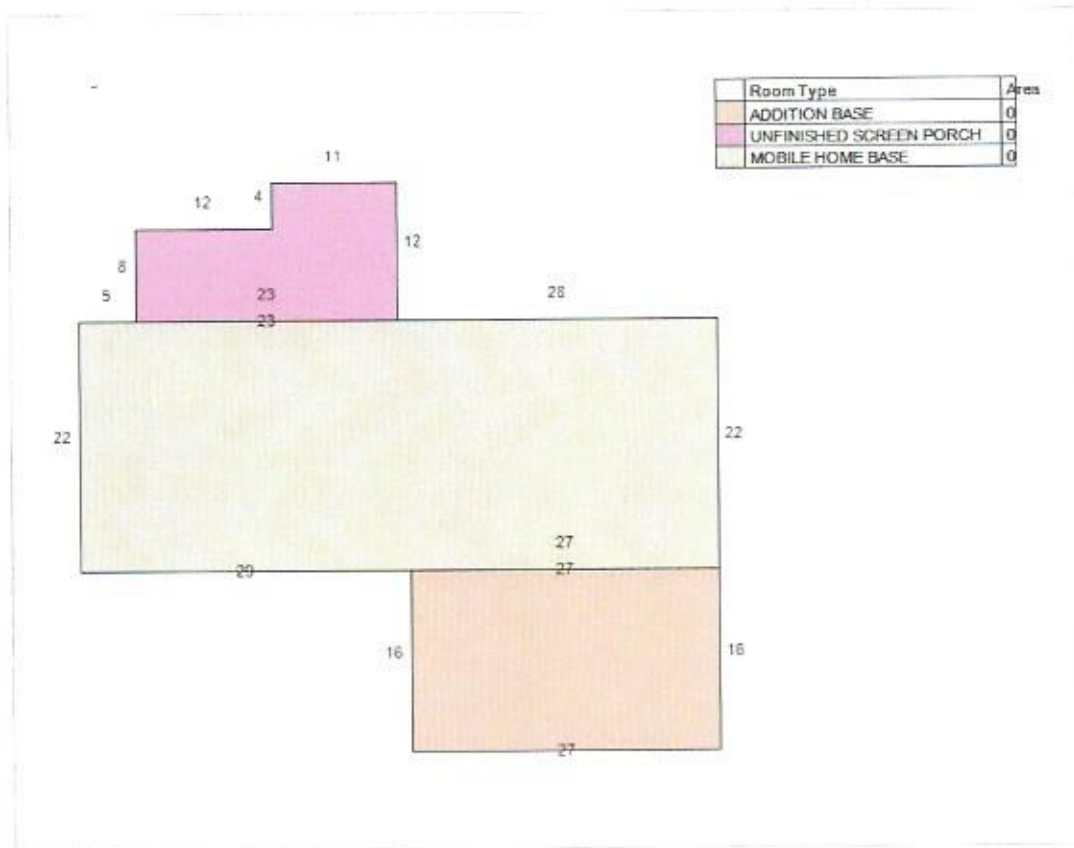 Room Type Area
ADDITION BASE 0
UNFINISHED SCREEN PORCH 0
MOBILE HOME BASE 0
11
12 4
12
8
5 23 28
23
22 22
27
29 27
16 16
27